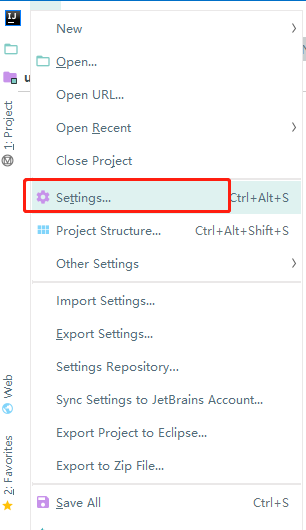 IJ
New
Open...
Open URL...
Open Recent
Close Project
Settings... Ctrl+Alt+S
Project Structure... Ctrl+Alt+Shift+S
Other Settings
Import Settings...
Export Settings...
Settings Repository...
Sync Settings to JetBrains Account...
Export Project to Eclipse...
Export to Zip File...
Save All Ctrl+S
1: Project
Web
2: Favorites